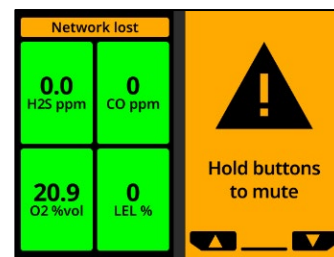 Network lost
0.0
H2S ppm
0
CO ppm
20.9
O2 %vol
0
LEL %
!
Hold buttons
to mute